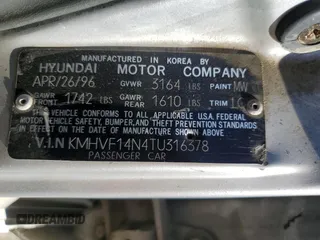 MANUFACTURED IN KOREA BY
HYUNDAI MOTOR COMPANY
APR/26/96 GVWR 3164 LBS PAINT MW
GAWR FRONT 1742 LBS GAWR REAR 1610 LBS TRIM LG
THIS VEHICLE CONFORMS TO ALL APPLICABLE U.S.A. FEDERAL
MOTOR VEHICLE SAFETY, BUMPER, AND THEFT PREVENTION STANDARDS
IN EFFECT ON THE DATE OF MANUFACTURE SHOWN ABOVE.
V.I.N KMHVF14N4TU316378
PASSENGER CAR
DREAMBID